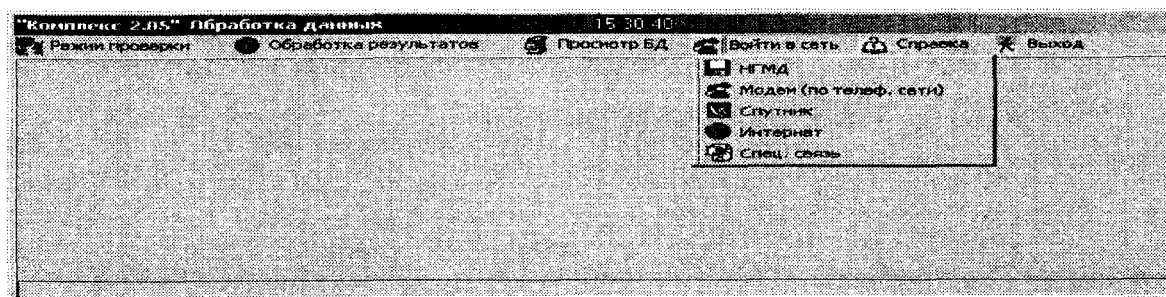 "Комплекс 2.05" Обработка данных 15:30:40
Режим проверки Обработка результатов Просмотр БД Войти в сеть Справка Выход
НГМД
Модем (по телеф. сети)
Спутник
Интернет
Спец. связь